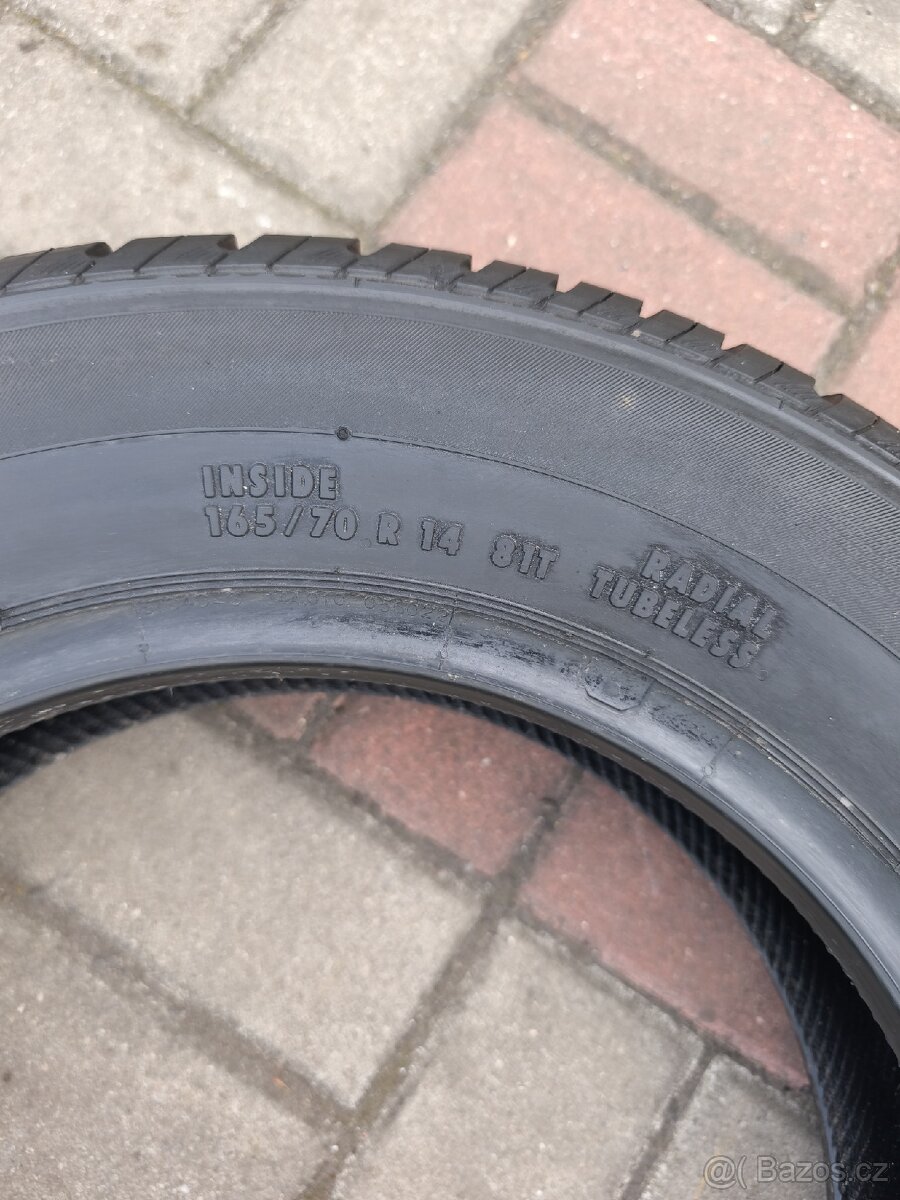 INSIDE
165/70 R 14 81T
RADIAL
TUBELESS
Bazos.cz